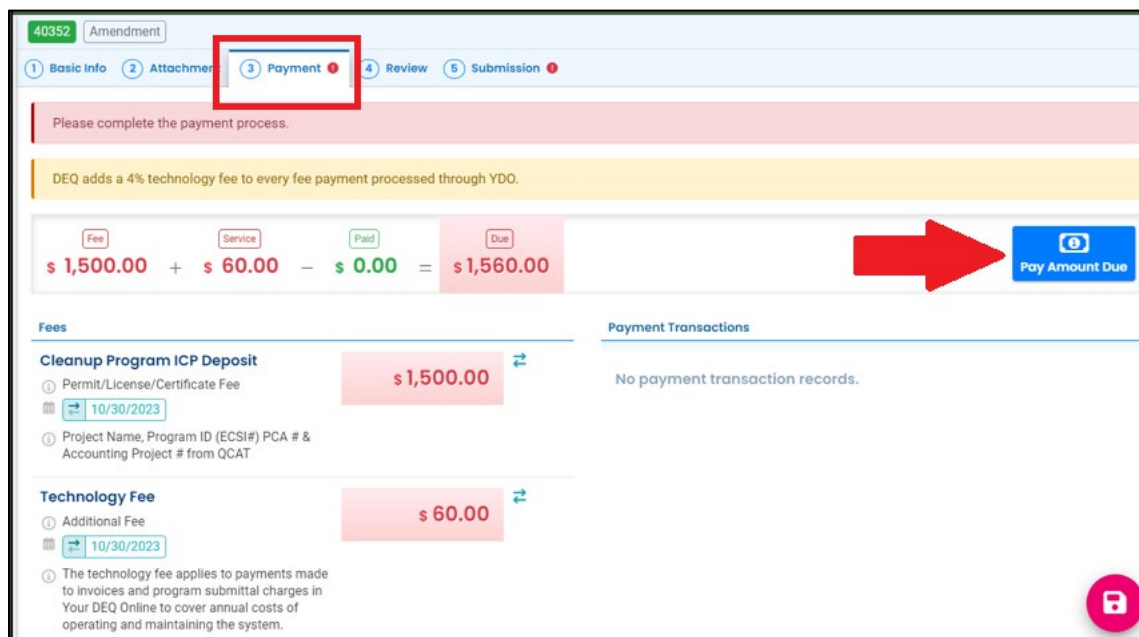 40352 Amendment
1 Basic Info 2 Attachment 3 Payment 4 Review 5 Submission
Please complete the payment process.
DEQ adds a 4% technology fee to every fee payment processed through YDO.
Fee Service Paid Due
$ 1,500.00 + $ 60.00 − $ 0.00 = $ 1,560.00
Pay Amount Due
Fees
Cleanup Program ICP Deposit
$ 1,500.00
Permit/License/Certificate Fee
10/30/2023
Project Name, Program ID (ECSI#) PCA # &
Accounting Project # from QCAT
Technology Fee
$ 60.00
Additional Fee
10/30/2023
The technology fee applies to payments made
to invoices and program submittal charges in
Your DEQ Online to cover annual costs of
operating and maintaining the system.
Payment Transactions
No payment transaction records.